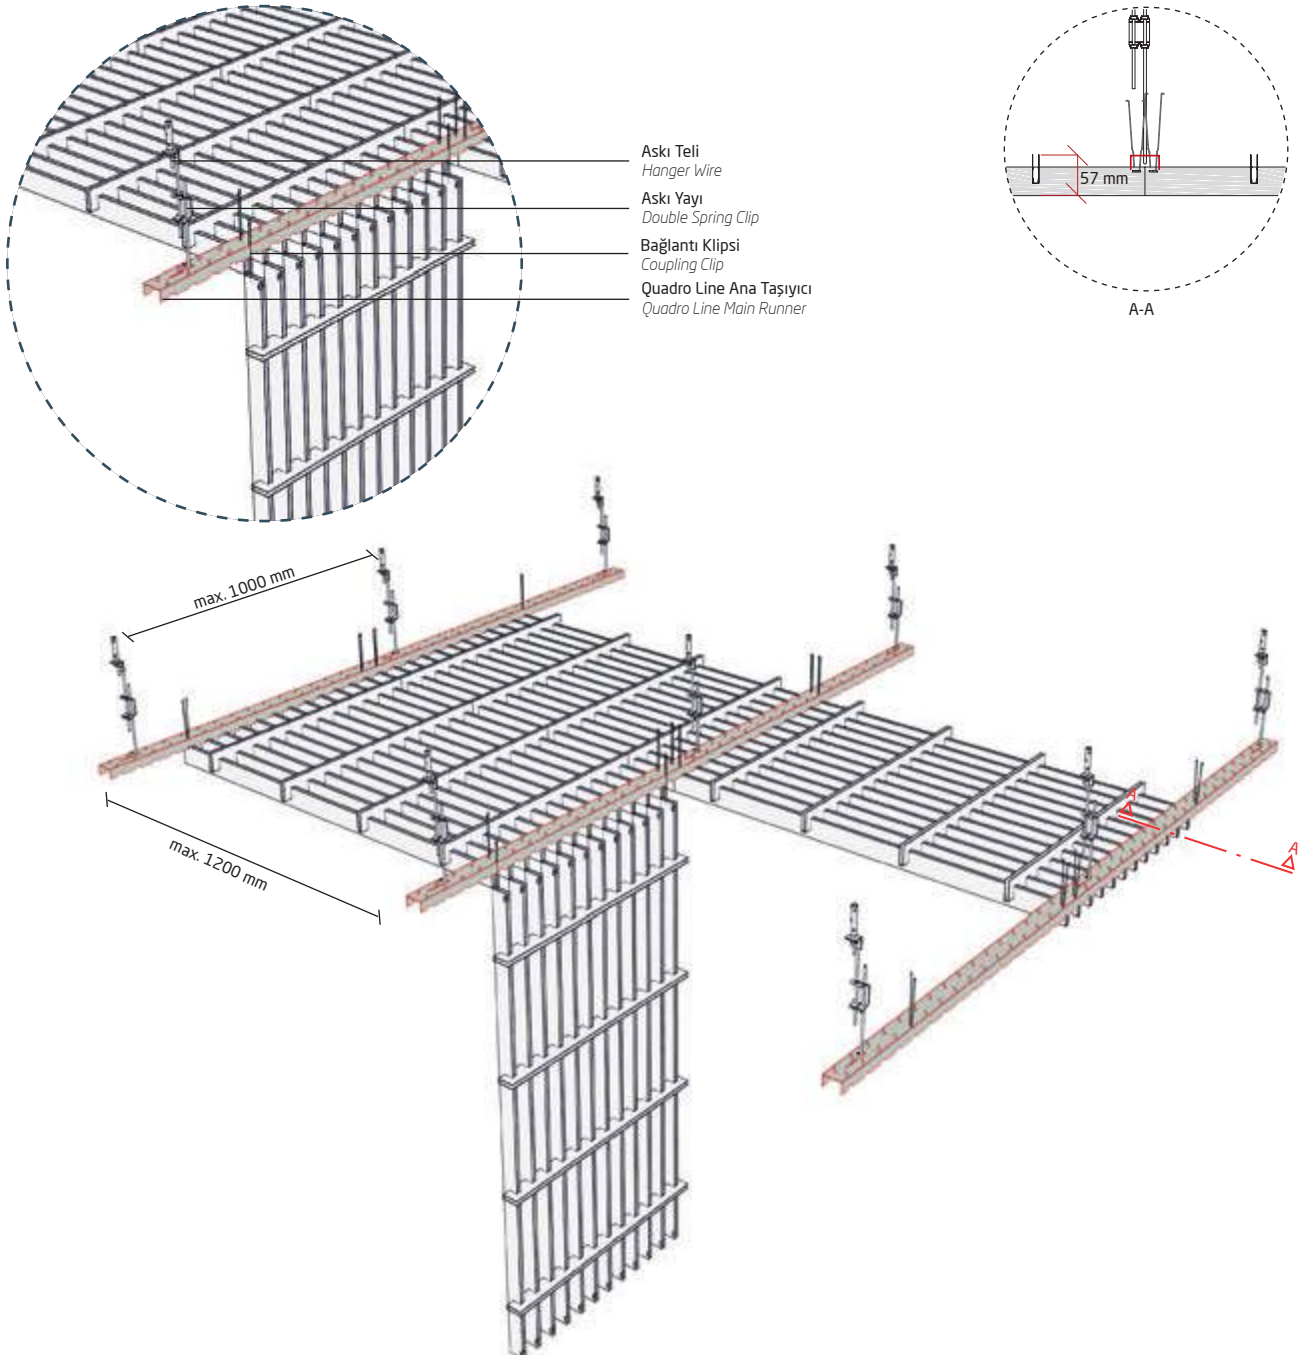 Askı Teli
Hanger Wire
Askı Yayı
Double Spring Clip
Bağlantı Klipsi
Coupling Clip
Quadro Line Ana Taşıyıcı
Quadro Line Main Runner
57 mm
A-A
max. 1000 mm
max. 1200 mm
A
A